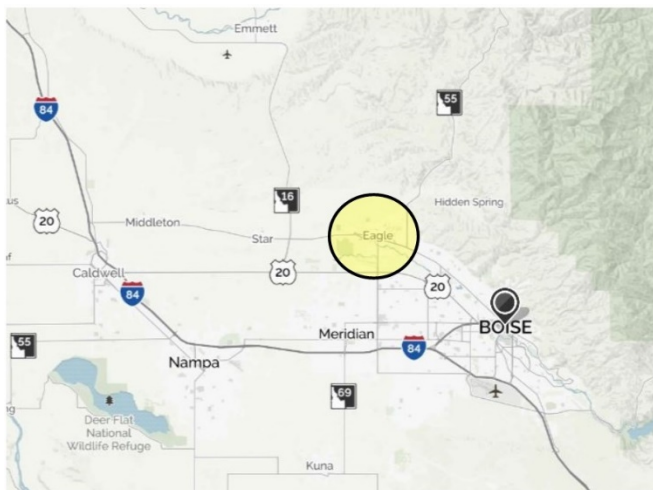 Emmett
84
55
16
Hidden Spring
20
Middleton
Star
Eagle
Caldwell
20
20
84
BOISE
55
Meridian
84
Nampa
69
Deer Flat
National
Wildlife Refuge
Kuna